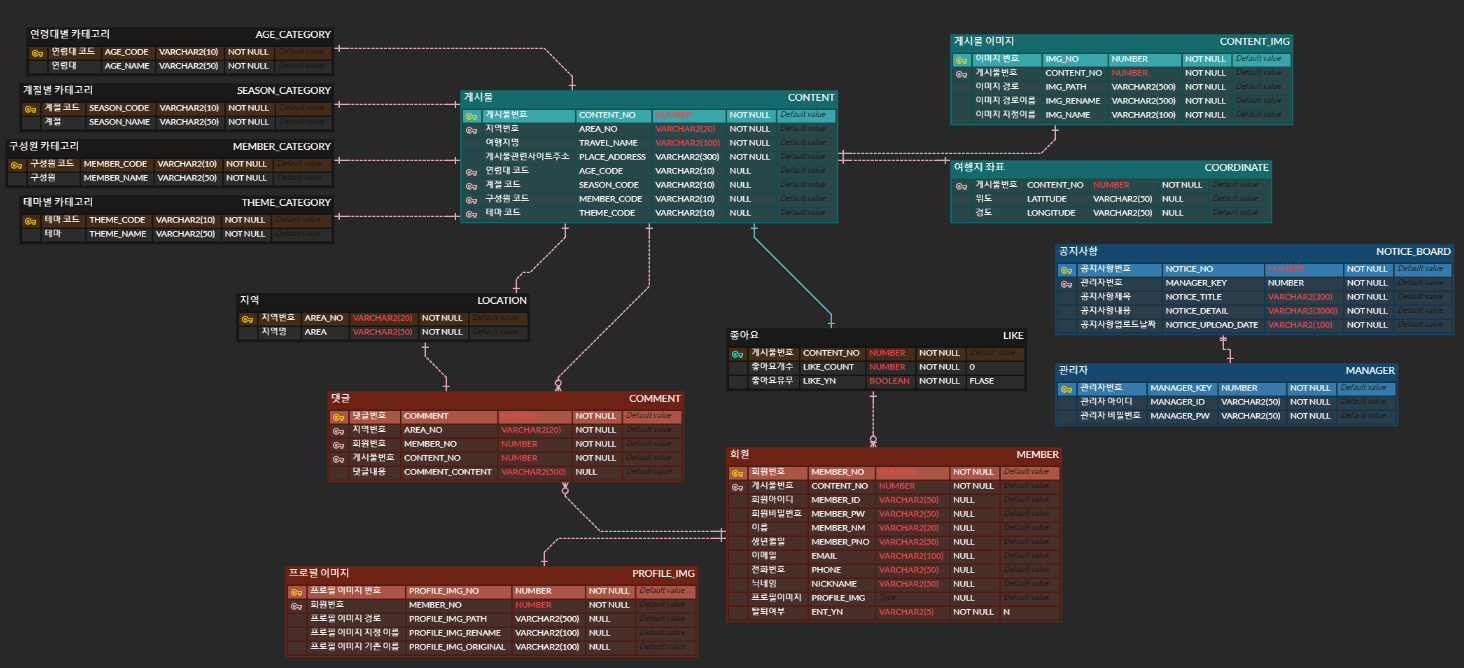 연령대별 카테고리 AGE_CATEGORY
연령대 코드 AGE_CODE VARCHAR2(10) NOT NULL Default value
연령대 AGE_NAME VARCHAR2(50) NOT NULL Default value
계절별 카테고리 SEASON_CATEGORY
계절 코드 SEASON_CODE VARCHAR2(10) NOT NULL Default value
계절 SEASON_NAME VARCHAR2(50) NOT NULL Default value
구성원 카테고리 MEMBER_CATEGORY
구성원 코드 MEMBER_CODE VARCHAR2(10) NOT NULL Default value
구성원 MEMBER_NAME VARCHAR2(50) NOT NULL Default value
테마별 카테고리 THEME_CATEGORY
테마 코드 THEME_CODE VARCHAR2(10) NOT NULL Default value
테마 THEME_NAME VARCHAR2(50) NOT NULL Default value
게시물 CONTENT
게시물번호 CONTENT_NO NUMBER NOT NULL Default value
지역번호 AREA_NO VARCHAR2(20) NOT NULL Default value
여행지명 TRAVEL_NAME VARCHAR2(100) NOT NULL Default value
게시물관련사이트주소 PLACE_ADDRESS VARCHAR2(300) NOT NULL Default value
연령대 코드 AGE_CODE VARCHAR2(10) NULL Default value
계절 코드 SEASON_CODE VARCHAR2(10) NULL Default value
구성원 코드 MEMBER_CODE VARCHAR2(10) NULL Default value
테마 코드 THEME_CODE VARCHAR2(10) NULL Default value
게시물 이미지 CONTENT_IMG
이미지 번호 IMG_NO NUMBER NOT NULL Default value
게시물번호 CONTENT_NO NUMBER NOT NULL Default value
이미지 경로 IMG_PATH VARCHAR2(500) NOT NULL Default value
이미지 경로이름 IMG_RENAME VARCHAR2(100) NOT NULL Default value
이미지 지정이름 IMG_NAME VARCHAR2(100) NOT NULL Default value
여행지 좌표 COORDINATE
게시물번호 CONTENT_NO NUMBER NOT NULL Default value
위도 LATITUDE VARCHAR2(50) NULL Default value
경도 LONGITUDE VARCHAR2(50) NULL Default value
공지사항 NOTICE_BOARD
공지사항번호 NOTICE_NO NUMBER NOT NULL Default value
관리자번호 MANAGER_KEY NUMBER NOT NULL Default value
공지사항제목 NOTICE_TITLE VARCHAR2(300) NOT NULL Default value
공지사항내용 NOTICE_DETAIL VARCHAR2(3000) NOT NULL Default value
공지사항업로드날짜 NOTICE_UPLOAD_DATE VARCHAR2(100) NOT NULL Default value
관리자 MANAGER
관리자번호 MANAGER_KEY NUMBER NOT NULL Default value
관리자 아이디 MANAGER_ID VARCHAR2(50) NOT NULL Default value
관리자 비밀번호 MANAGER_PW VARCHAR2(50) NOT NULL Default value
지역 LOCATION
지역번호 AREA_NO VARCHAR2(20) NOT NULL Default value
지역명 AREA VARCHAR2(50) NOT NULL Default value
좋아요 LIKE
게시물번호 CONTENT_NO NUMBER NOT NULL Default value
좋아요개수 LIKE_COUNT NUMBER NOT NULL 0
좋아요유무 LIKE_YN BOOLEAN NOT NULL FLASE
댓글 COMMENT
댓글번호 COMMENT NUMBER NOT NULL Default value
지역번호 AREA_NO VARCHAR2(20) NOT NULL Default value
회원번호 MEMBER_NO NUMBER NOT NULL Default value
게시물번호 CONTENT_NO NUMBER NOT NULL Default value
댓글내용 COMMENT_CONTENT VARCHAR2(500) NULL Default value
회원 MEMBER
회원번호 MEMBER_NO NUMBER NOT NULL Default value
게시물번호 CONTENT_NO NUMBER NOT NULL Default value
회원아이디 MEMBER_ID VARCHAR2(50) NULL Default value
회원비밀번호 MEMBER_PW VARCHAR2(50) NULL Default value
이름 MEMBER_NM VARCHAR2(20) NULL Default value
생년월일 MEMBER_PNO VARCHAR2(50) NULL Default value
이메일 EMAIL VARCHAR2(100) NULL Default value
전화번호 PHONE VARCHAR2(50) NULL Default value
닉네임 NICKNAME VARCHAR2(50) NULL Default value
프로필이미지 PROFILE_IMG Type NULL Default value
탈퇴여부 ENT_YN VARCHAR2(5) NOT NULL N
프로필 이미지 PROFILE_IMG
프로필 이미지 번호 PROFILE_IMG_NO NUMBER NOT NULL Default value
회원번호 MEMBER_NO NUMBER NOT NULL Default value
프로필 이미지 경로 PROFILE_IMG_PATH VARCHAR2(500) NULL Default value
프로필 이미지 지정 이름 PROFILE_IMG_RENAME VARCHAR2(100) NULL Default value
프로필 이미지 기존 이름 PROFILE_IMG_ORIGINAL VARCHAR2(100) NULL Default value